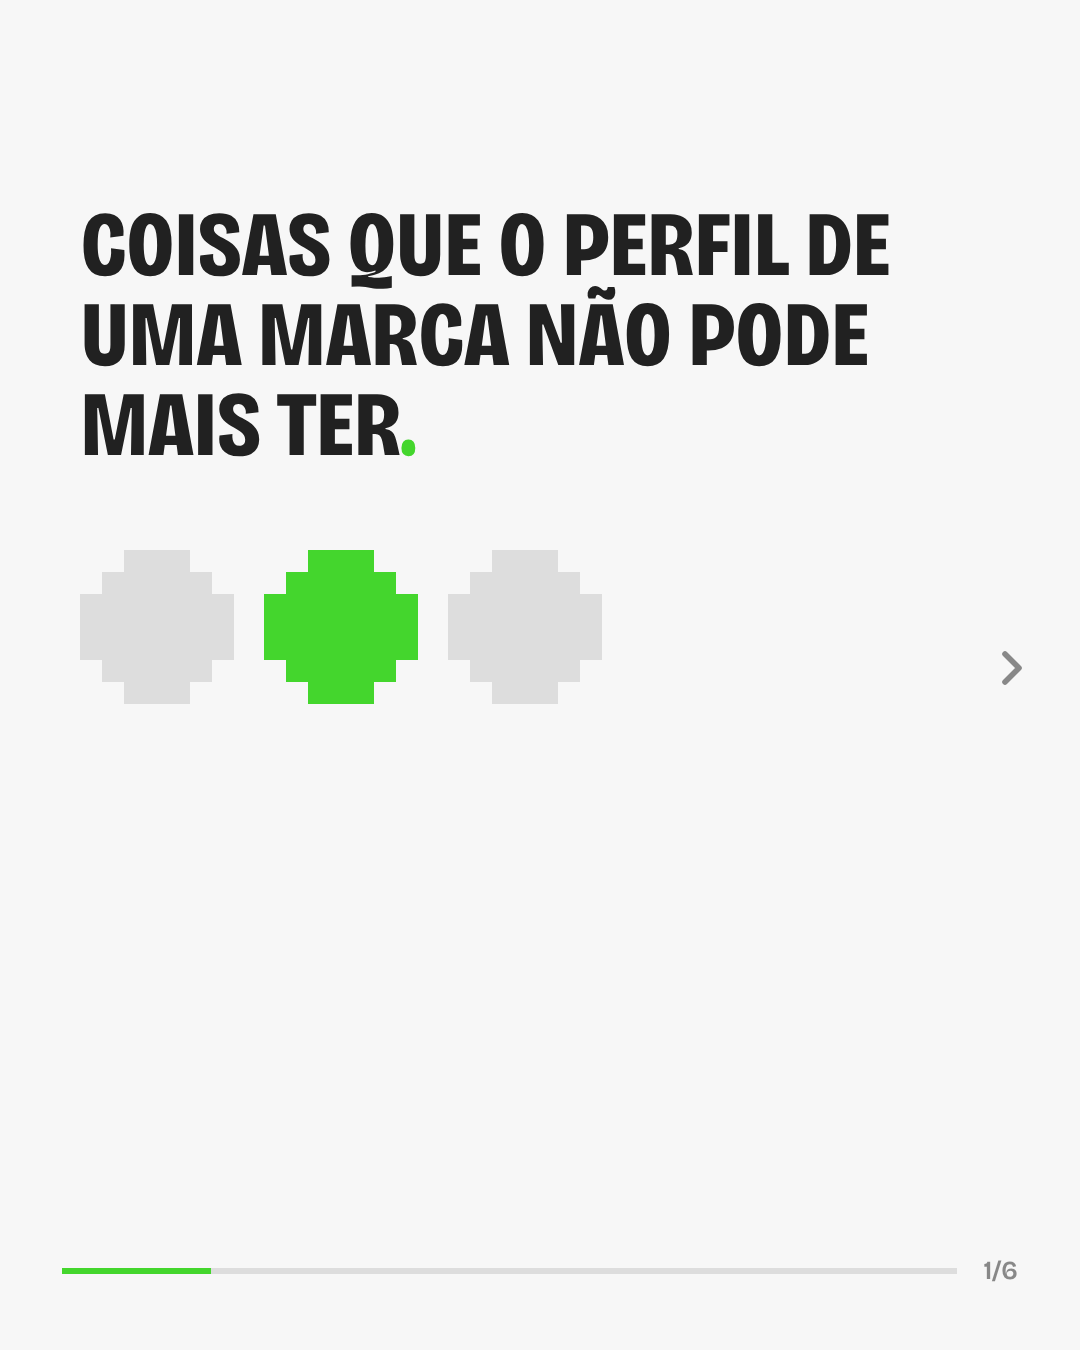 COISAS QUE O PERFIL DE
UMA MARCA NÃO PODE
MAIS TER.
1/6